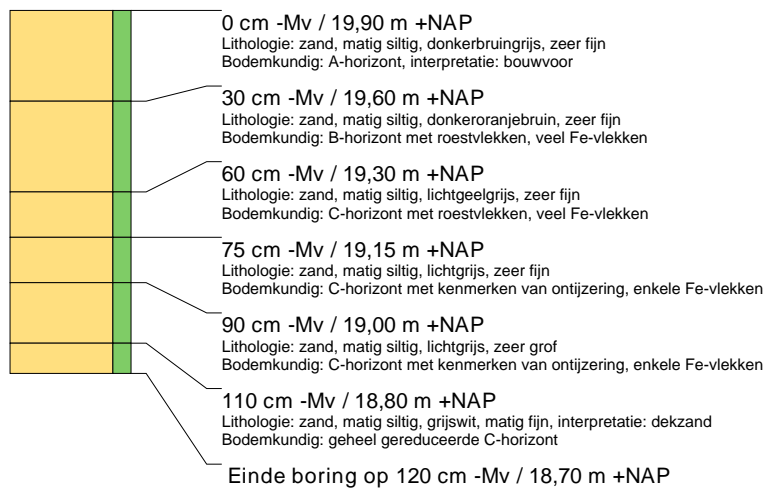 0 cm -Mv / 19,90 m +NAP
Lithologie: zand, matig siltig, donkerbruingrijs, zeer fijn
Bodemkundig: A-horizont, interpretatie: bouwvoor
30 cm -Mv / 19,60 m +NAP
Lithologie: zand, matig siltig, donkeroranjebruin, zeer fijn
Bodemkundig: B-horizont met roestvlekken, veel Fe-vlekken
60 cm -Mv / 19,30 m +NAP
Lithologie: zand, matig siltig, lichtgeelgrijs, zeer fijn
Bodemkundig: C-horizont met roestvlekken, veel Fe-vlekken
75 cm -Mv / 19,15 m +NAP
Lithologie: zand, matig siltig, lichtgrijs, zeer fijn
Bodemkundig: C-horizont met kenmerken van ontijzering, enkele Fe-vlekken
90 cm -Mv / 19,00 m +NAP
Lithologie: zand, matig siltig, lichtgrijs, zeer grof
Bodemkundig: C-horizont met kenmerken van ontijzering, enkele Fe-vlekken
110 cm -Mv / 18,80 m +NAP
Lithologie: zand, matig siltig, grijswit, matig fijn, interpretatie: dekzand
Bodemkundig: geheel gereduceerde C-horizont
Einde boring op 120 cm -Mv / 18,70 m +NAP